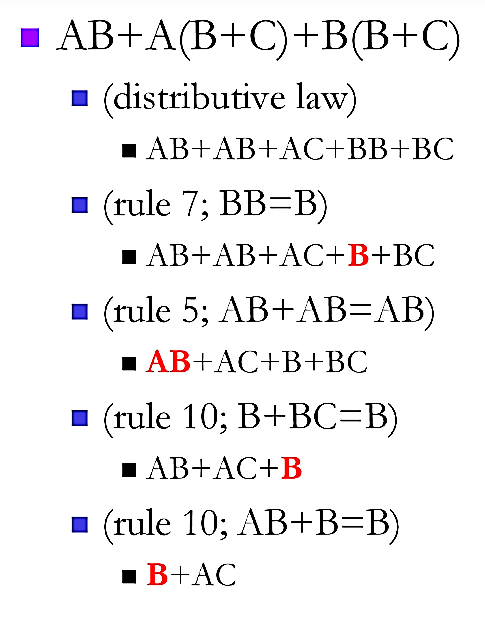 AB+A(B+C)+B(B+C)
(distributive law)
AB+AB+AC+BB+BC
(rule 7; BB=B)
AB+AB+AC+B+BC
(rule 5; AB+AB=AB)
AB+AC+B+BC
(rule 10; B+BC=B)
AB+AC+B
(rule 10; AB+B=B)
B+AC